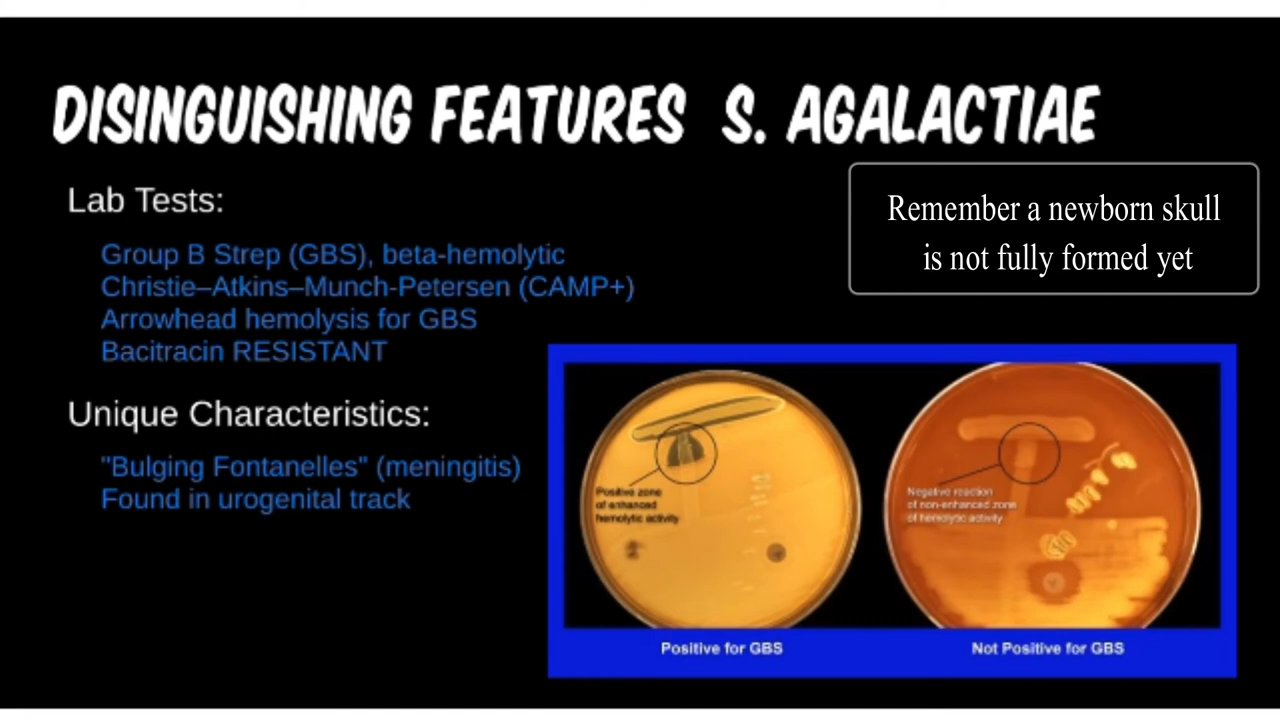 DISINGUISHING FEATURES S. AGALACTIAE
Remember a newborn skull
is not fully formed yet
Lab Tests:
Group B Strep (GBS), beta-hemolytic
Christie–Atkins–Munch-Petersen (CAMP+)
Arrowhead hemolysis for GBS
Bacitracin RESISTANT
Unique Characteristics:
"Bulging Fontanelles" (meningitis)
Found in urogenital track
Positive zone
of enhanced
hemolytic activity
Negative reaction
of non-enhanced zone
of hemolytic activity
Positive for GBS
Not Positive for GBS